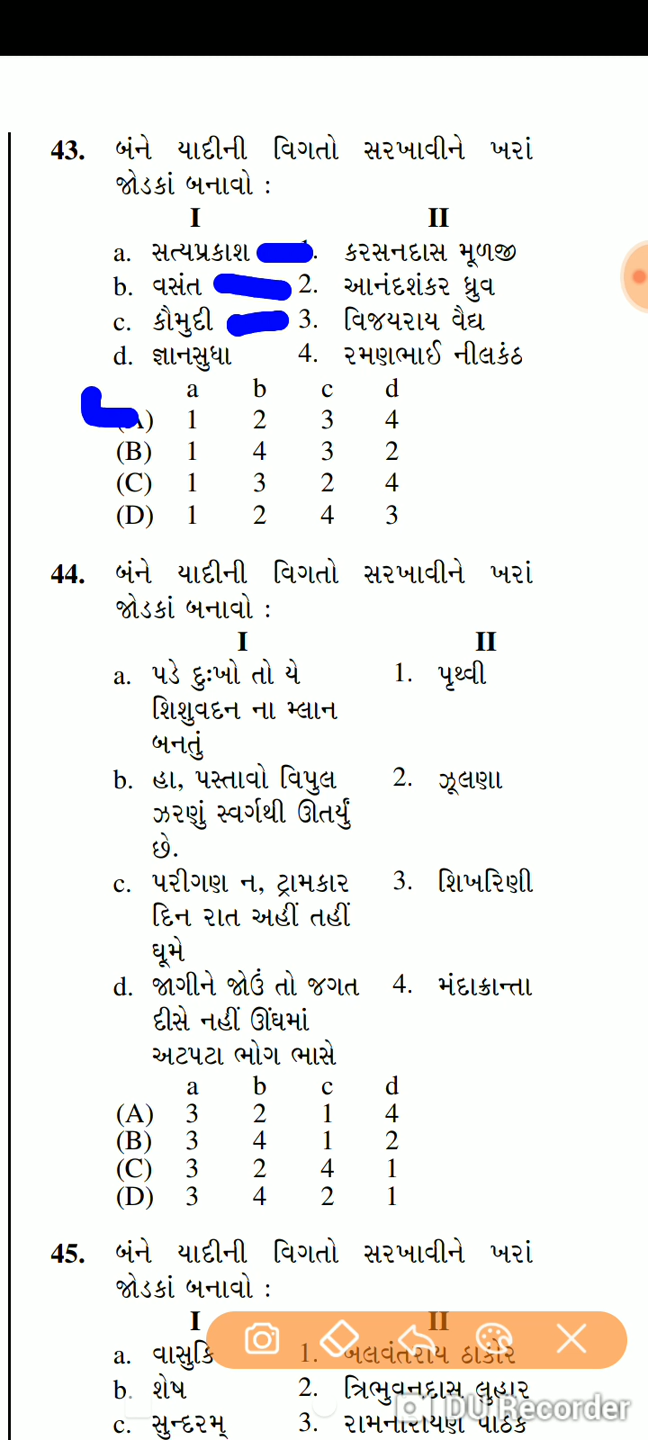 43. બંને યાદીની વિગતો સરખાવીને ખરાં
જોડકાં બનાવો :
I II
a. સત્યપ્રકાશ 1. કરસનદાસ મૂળજી
b. વસંત 2. આનંદશંકર ધ્રુવ
c. કૌમુદી 3. વિજયરાય વૈદ્ય
d. જ્ઞાનસુધા 4. રમણભાઈ નીલકંઠ
a b c d
(A) 1 2 3 4
(B) 1 4 3 2
(C) 1 3 2 4
(D) 1 2 4 3
44. બંને યાદીની વિગતો સરખાવીને ખરાં
જોડકાં બનાવો :
I II
a. પડે દુઃખો તો યે 1. પૃથ્વી
શિશુવદન ના મ્લાન
બનતું
b. હા, પસ્તાવો વિપુલ 2. ઝૂલણા
ઝરણું સ્વર્ગથી ઊતર્યું
છે.
c. પરીગણ ન, ટ્રામકાર 3. શિખરિણી
દિન રાત અહીં તહીં
ઘૂમે
d. જાગીને જોઉં તો જગત 4. મંદાક્રાન્તા
દીસે નહીં ઊંઘમાં
અટપટા ભોગ ભાસે
a b c d
(A) 3 2 1 4
(B) 3 4 1 2
(C) 3 2 4 1
(D) 3 4 2 1
45. બંને યાદીની વિગતો સરખાવીને ખરાં
જોડકાં બનાવો :
I II
a. વાસુકિ 1. બલવંતરાય ઠાકોર
b. શેષ 2. ત્રિભુવનદાસ લુહાર
c. સુન્દરમ્ 3. રામનારાયણ પાઠક
DU Recorder